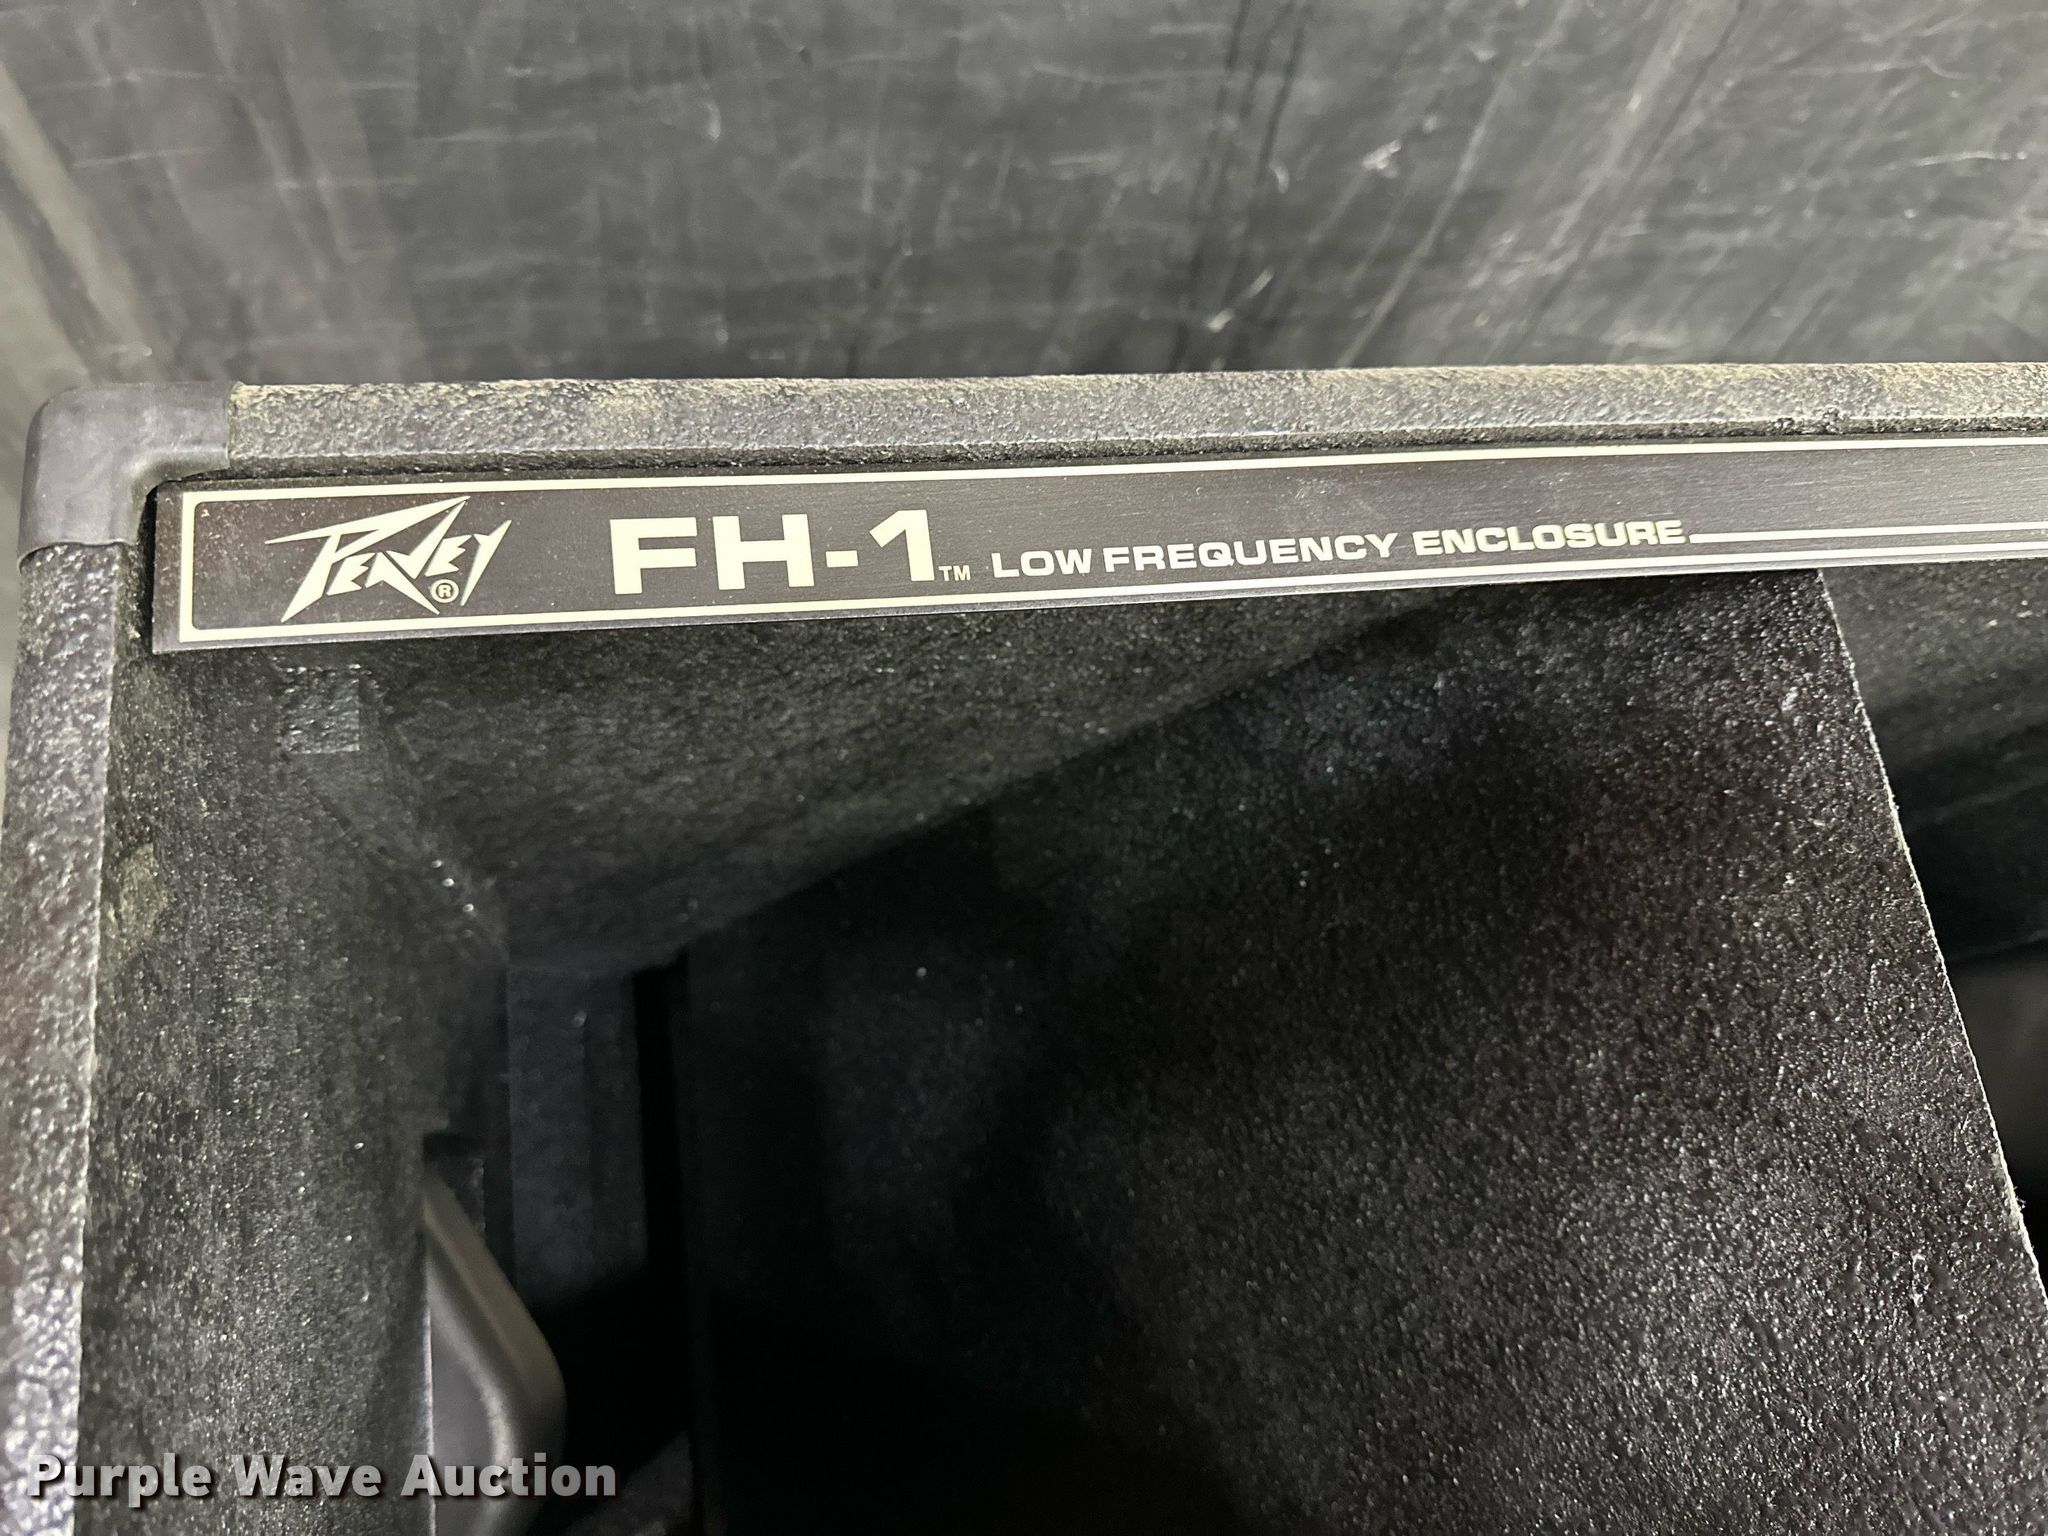 PEAVEY® FH-1™ LOW FREQUENCY ENCLOSURE
Purple Wave Auction